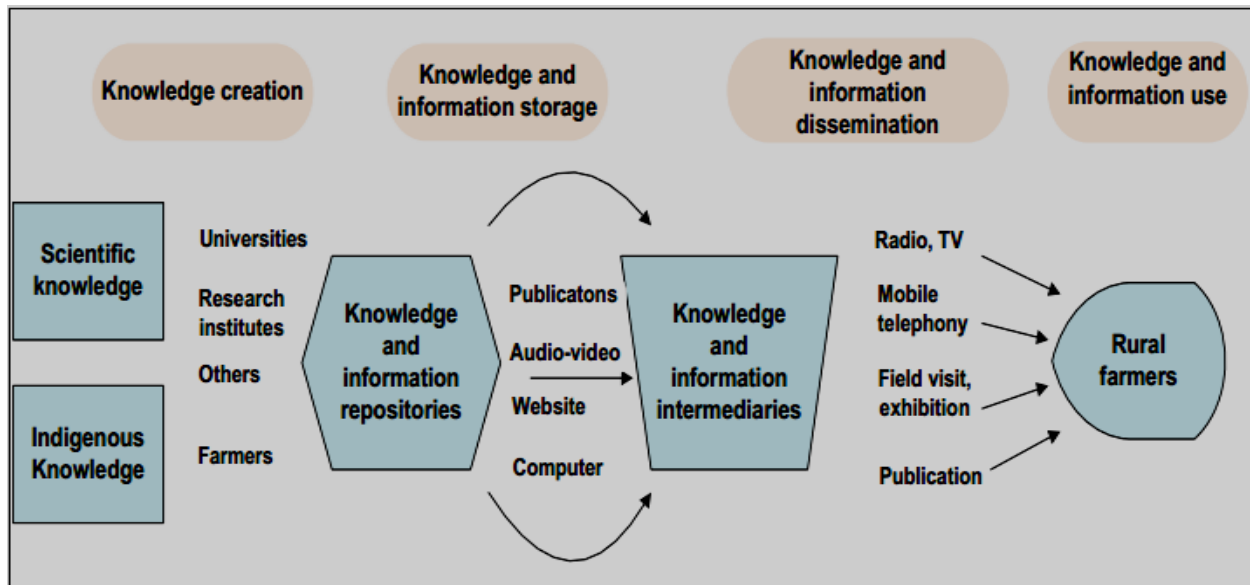 Knowledge creation
Knowledge and
information storage
Knowledge and
information
dissemination
Knowledge and
information use
Scientific
knowledge
Indigenous
Knowledge
Universities
Research
institutes
Others
Farmers
Knowledge
and
information
repositories
Publicatons
Audio-video
Website
Computer
Knowledge
and
information
intermediaries
Radio, TV
Mobile
telephony
Field visit,
exhibition
Publication
Rural
farmers